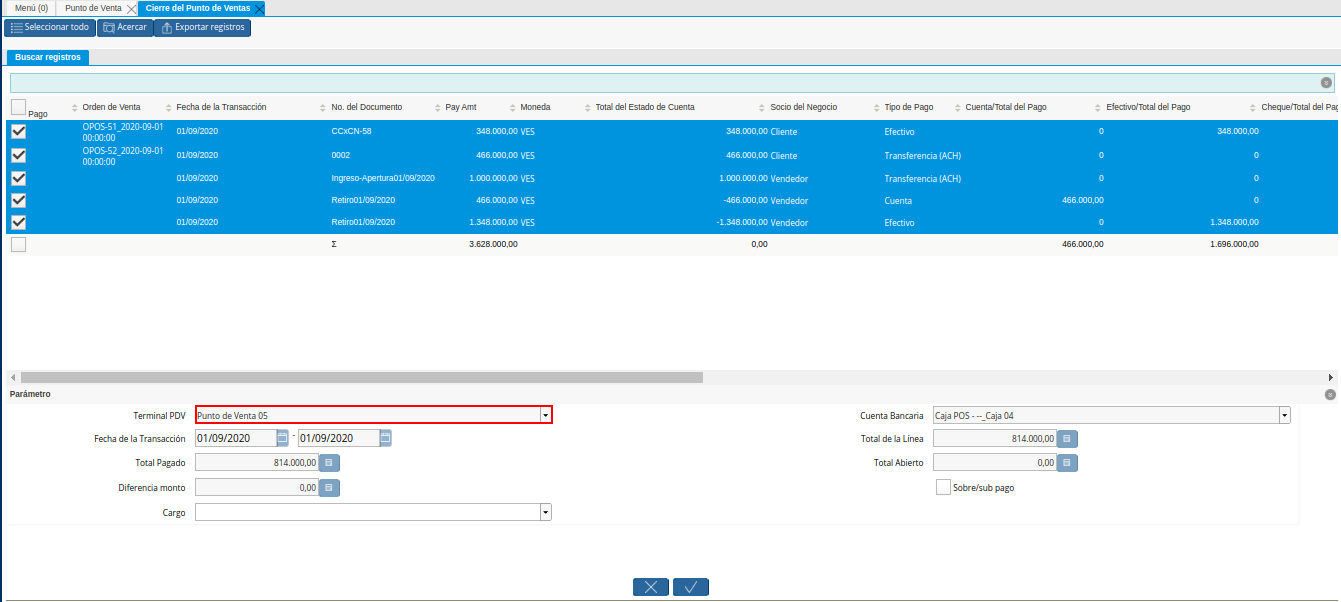 Menú (0) Punto de Venta Cierre del Punto de Ventas
Seleccionar todo Acercar Exportar registros
Buscar registros
Pago Orden de Venta Fecha de la Transacción No. del Documento Pay Amt Moneda Total del Estado de Cuenta Socio del Negocio Tipo de Pago Cuenta/Total del Pago Efectivo/Total del Pago Cheque/Total del Pag
OPOS-51_2020-09-01
00:00:00 01/09/2020 CCxCN-58 348.000,00 VES 348.000,00 Cliente Efectivo 0 348.000,00
OPOS-52_2020-09-01
00:00:00 01/09/2020 0002 466.000,00 VES 466.000,00 Cliente Transferencia (ACH) 0 0
01/09/2020 Ingreso-Apertura01/09/2020 1.000.000,00 VES 1.000.000,00 Vendedor Transferencia (ACH) 0 0
01/09/2020 Retiro01/09/2020 466.000,00 VES -466.000,00 Vendedor Cuenta 466.000,00 0
01/09/2020 Retiro01/09/2020 1.348.000,00 VES -1.348.000,00 Vendedor Efectivo 0 1.348.000,00
Σ 3.628.000,00 0,00 466.000,00 1.696.000,00
Parámetro
Terminal PDV Punto de Venta 05 Cuenta Bancaria Caja POS - --_Caja 04
Fecha de la Transacción 01/09/2020 - 01/09/2020 Total de la Línea 814.000,00
Total Pagado 814.000,00 Total Abierto 0,00
Diferencia monto 0,00 Sobre/sub pago
Cargo